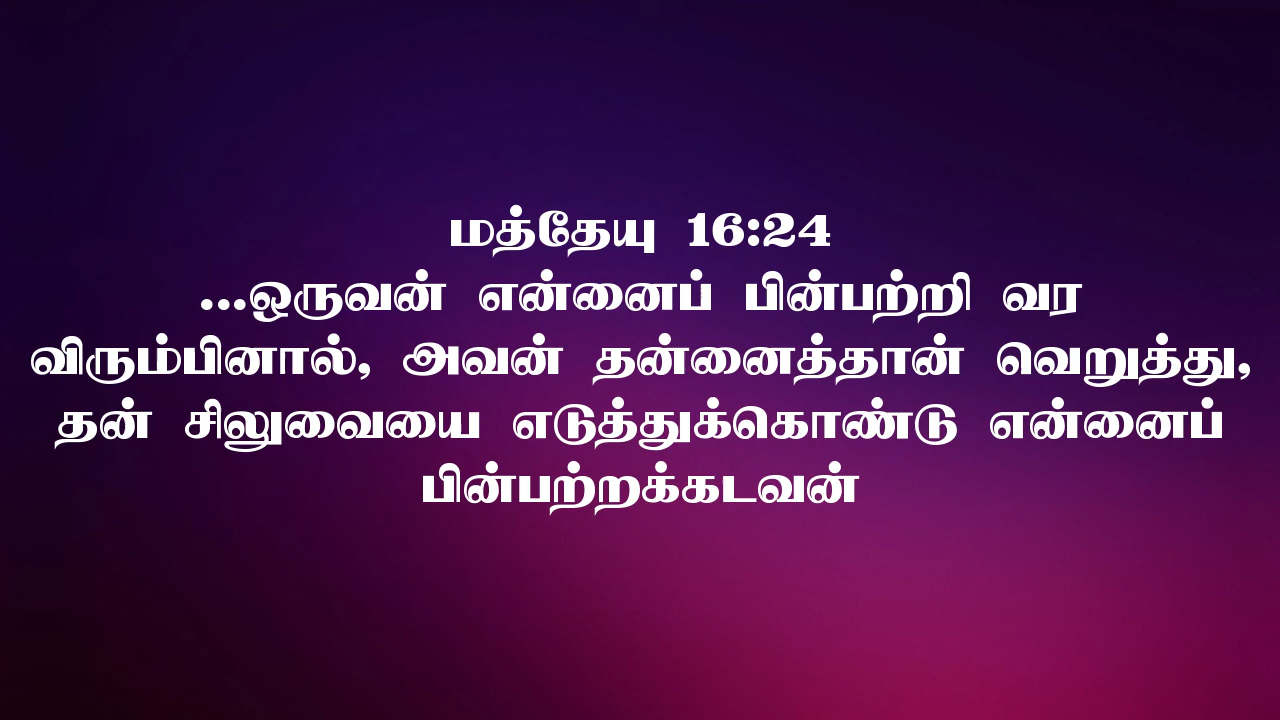 மத்தேயு 16:24
...ஒருவன் என்னைப் பின்பற்றி வர
விரும்பினால், அவன் தன்னைத்தான் வெறுத்து,
தன் சிலுவையை எடுத்துக்கொண்டு என்னைப்
பின்பற்றக்கடவன்